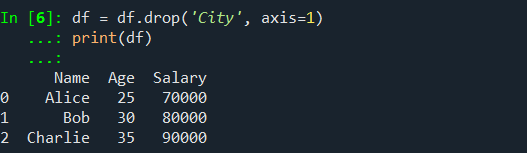 In [6]: df = df.drop('City', axis=1)
   ...: print(df)
   ...:
      Name  Age  Salary
0    Alice   25   70000
1      Bob   30   80000
2  Charlie   35   90000